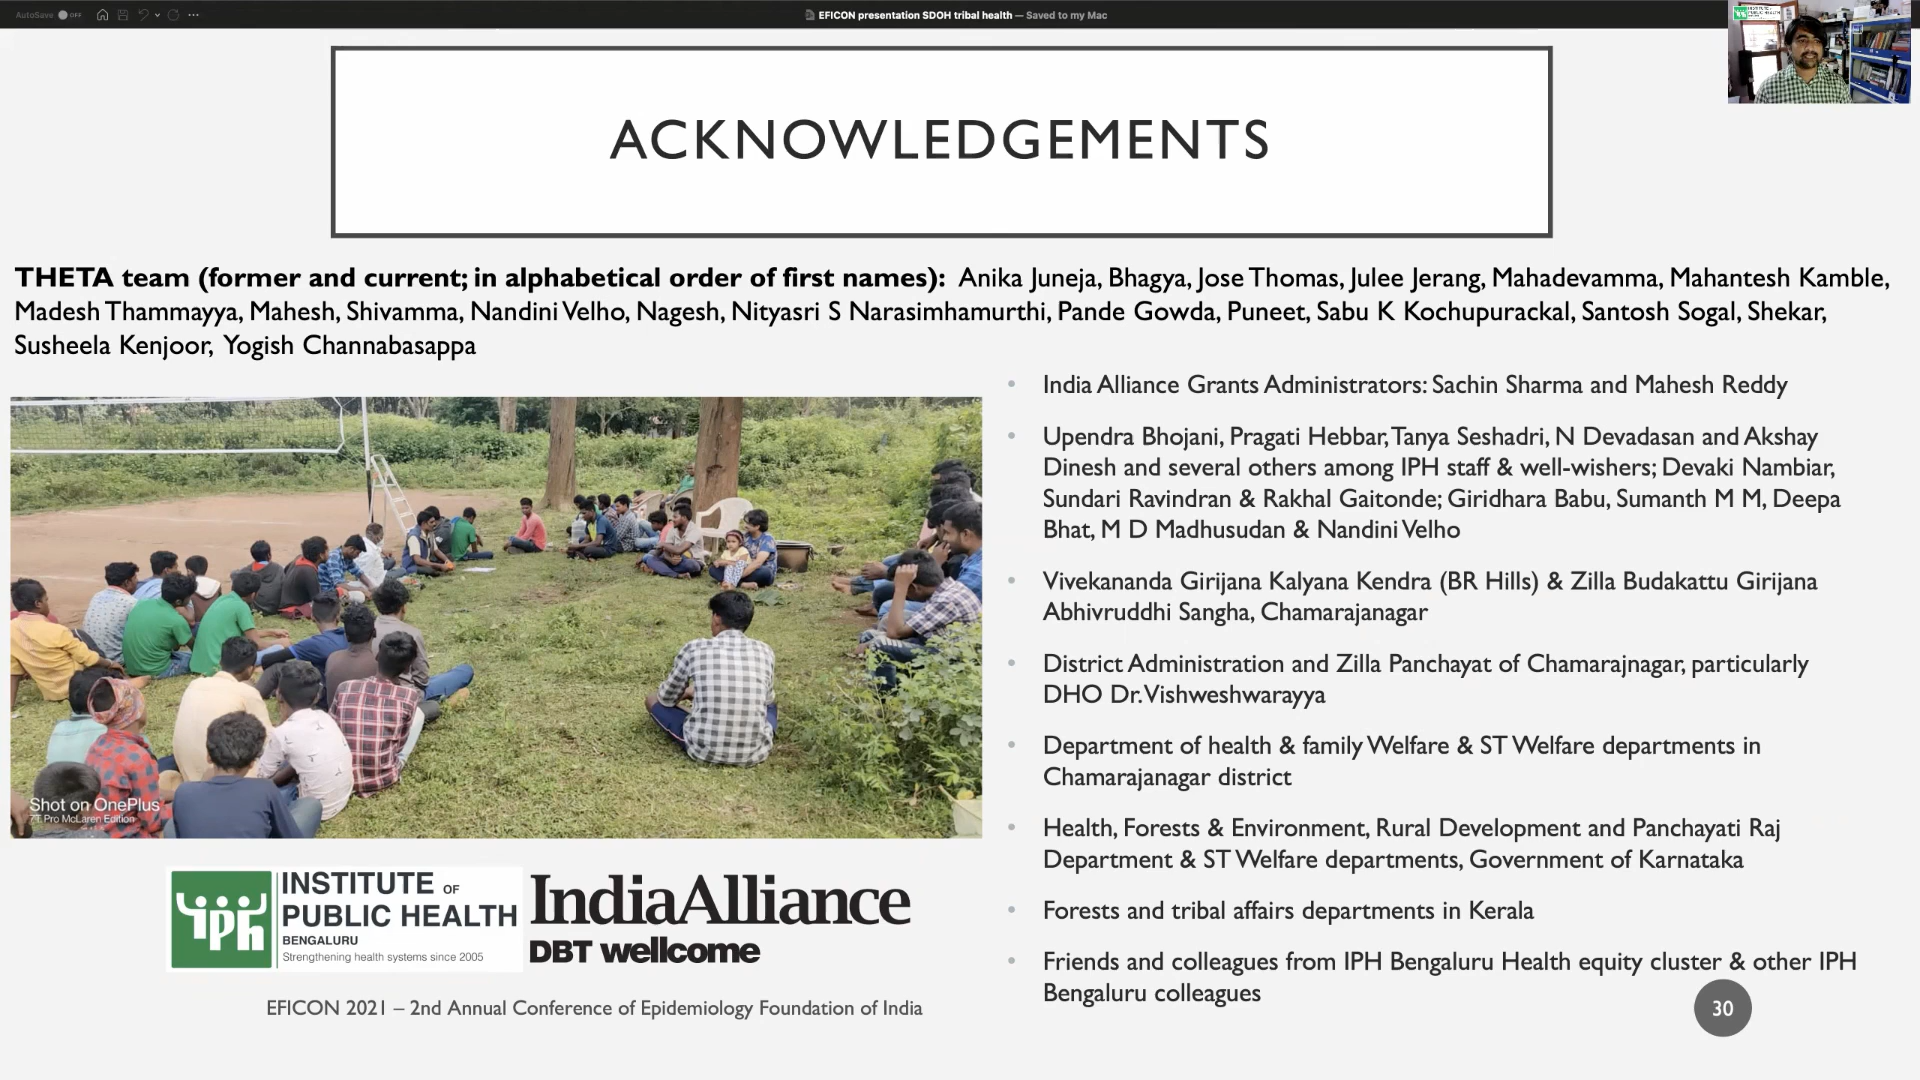 AutoSave OFF
EFICON presentation SDOH tribal health — Saved to my Mac
INSTITUTE OF PUBLIC HEALTH
ACKNOWLEDGEMENTS
THETA team (former and current; in alphabetical order of first names): Anika Juneja, Bhagya, Jose Thomas, Julee Jerang, Mahadevamma, Mahantesh Kamble,
Madesh Thammayya, Mahesh, Shivamma, Nandini Velho, Nagesh, Nityasri S Narasimhamurthi, Pande Gowda, Puneet, Sabu K Kochupurackal, Santosh Sogal, Shekar,
Susheela Kenjoor, Yogish Channabasappa
• India Alliance Grants Administrators: Sachin Sharma and Mahesh Reddy
• Upendra Bhojani, Pragati Hebbar, Tanya Seshadri, N Devadasan and Akshay
Dinesh and several others among IPH staff & well-wishers; Devaki Nambiar,
Sundari Ravindran & Rakhal Gaitonde; Giridhara Babu, Sumanth M M, Deepa
Bhat, M D Madhusudan & Nandini Velho
• Vivekananda Girijana Kalyana Kendra (BR Hills) & Zilla Budakattu Girijana
Abhivruddhi Sangha, Chamarajanagar
• District Administration and Zilla Panchayat of Chamarajnagar, particularly
DHO Dr. Vishweshwarayya
• Department of health & family Welfare & ST Welfare departments in
Chamarajanagar district
• Health, Forests & Environment, Rural Development and Panchayati Raj
Department & ST Welfare departments, Government of Karnataka
• Forests and tribal affairs departments in Kerala
• Friends and colleagues from IPH Bengaluru Health equity cluster & other IPH
Bengaluru colleagues
Shot on OnePlus
7T Pro McLaren Edition
iph
INSTITUTE OF
PUBLIC HEALTH
BENGALURU
Strengthening health systems since 2005
IndiaAlliance
DBT wellcome
EFICON 2021 – 2nd Annual Conference of Epidemiology Foundation of India
30